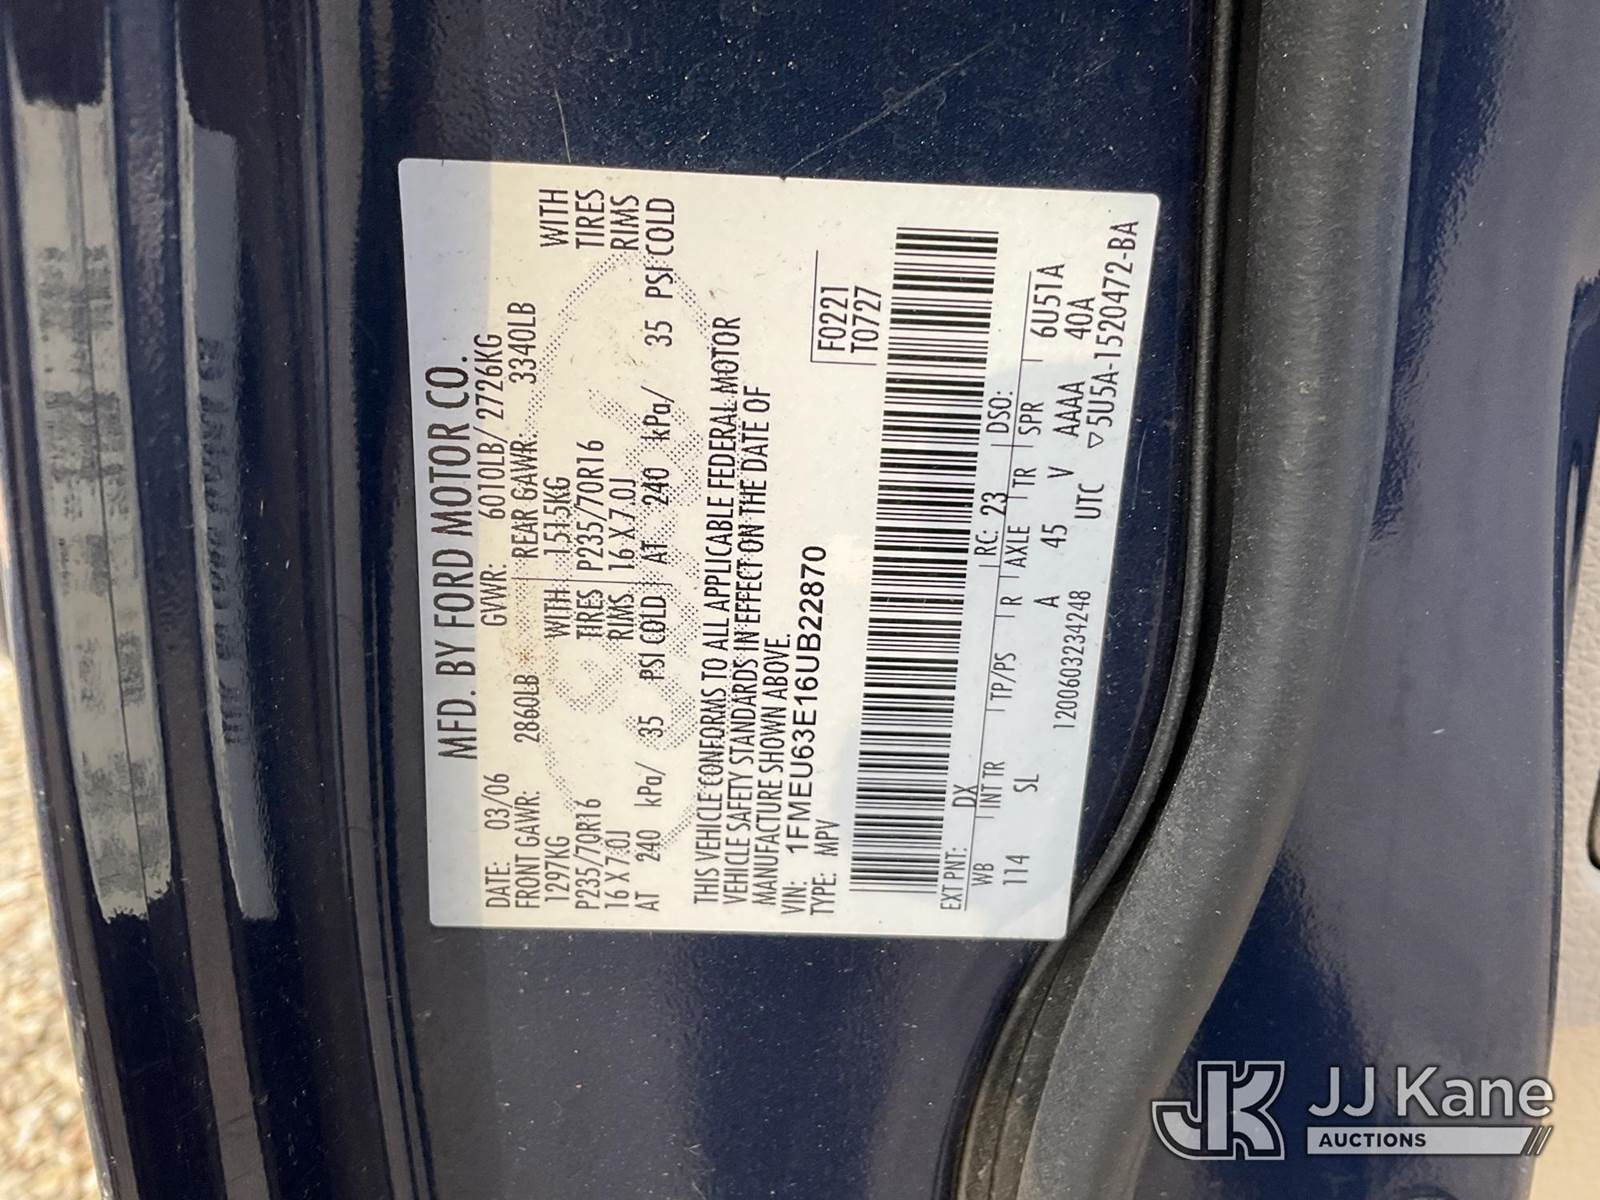 MFD. BY FORD MOTOR CO.
DATE: 03/06 GVWR: 6010LB/ 2726KG
FRONT GAWR: 2860LB REAR GAWR: 3340LB
1297KG WITH 1515KG WITH
P235/70R16 TIRES P235/70R16 TIRES
16 X 7.0J RIMS 16 X 7.0J RIMS
AT 240 kPa/ 35 PSI COLD AT 240 kPa/ 35 PSI COLD
THIS VEHICLE CONFORMS TO ALL APPLICABLE FEDERAL MOTOR
VEHICLE SAFETY STANDARDS IN EFFECT ON THE DATE OF
MANUFACTURE SHOWN ABOVE.
VIN: 1FMEU63E16UB22870
TYPE: MPV
F0221
T0727
EXT PNT: DX RC: 23 DSO:
WB INT TR TP/PS R AXLE TR SPR 6U51A
114 SL A 45 V AAAA 40A
1200603234248 UTC ▽5U5A-1520472-BA
JK JJ Kane
AUCTIONS